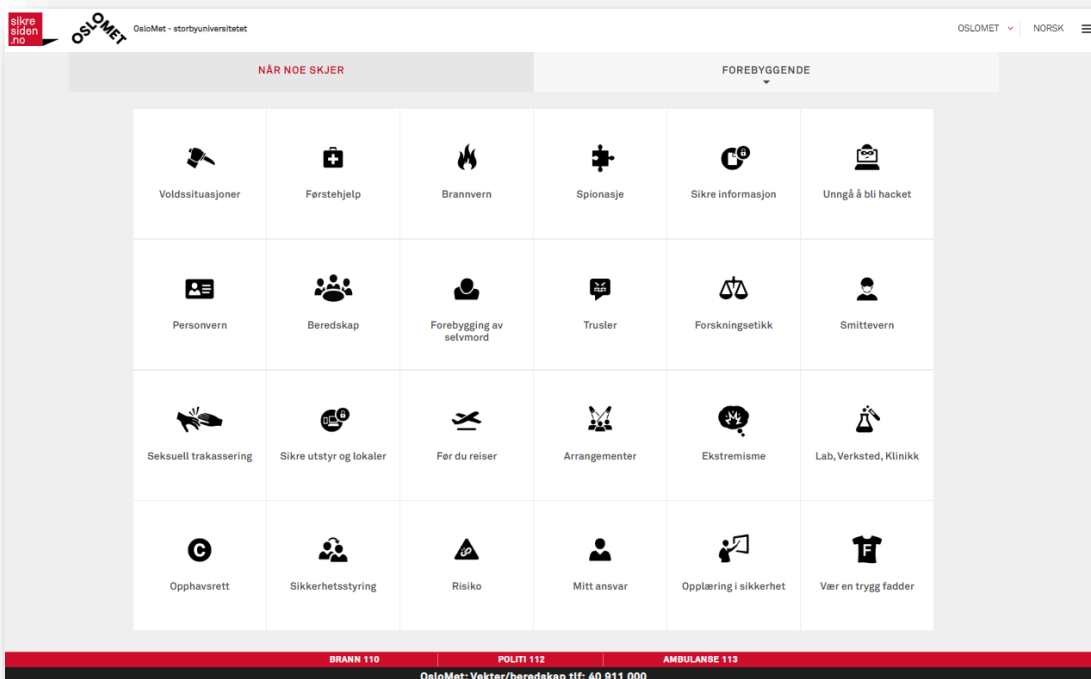 sikre
siden
.no
OSLOMET
OsloMet - storbyuniversitetet
OSLOMET
NORSK
NÅR NOE SKJER
FOREBYGGENDE
Voldssituasjoner
Førstehjelp
Brannvern
Spionasje
Sikre informasjon
Unngå å bli hacket
Personvern
Beredskap
Forebygging av
selvmord
Trusler
Forskningsetikk
Smittevern
Seksuell trakassering
Sikre utstyr og lokaler
Før du reiser
Arrangementer
Ekstremisme
Lab, Verksted, Klinikk
C
Opphavsrett
Sikkerhetsstyring
Risiko
Mitt ansvar
Opplæring i sikkerhet
F
Vær en trygg fadder
BRANN 110
POLITI 112
AMBULANSE 113
OsloMet: Vekter/beredskap tlf: 40 911 000